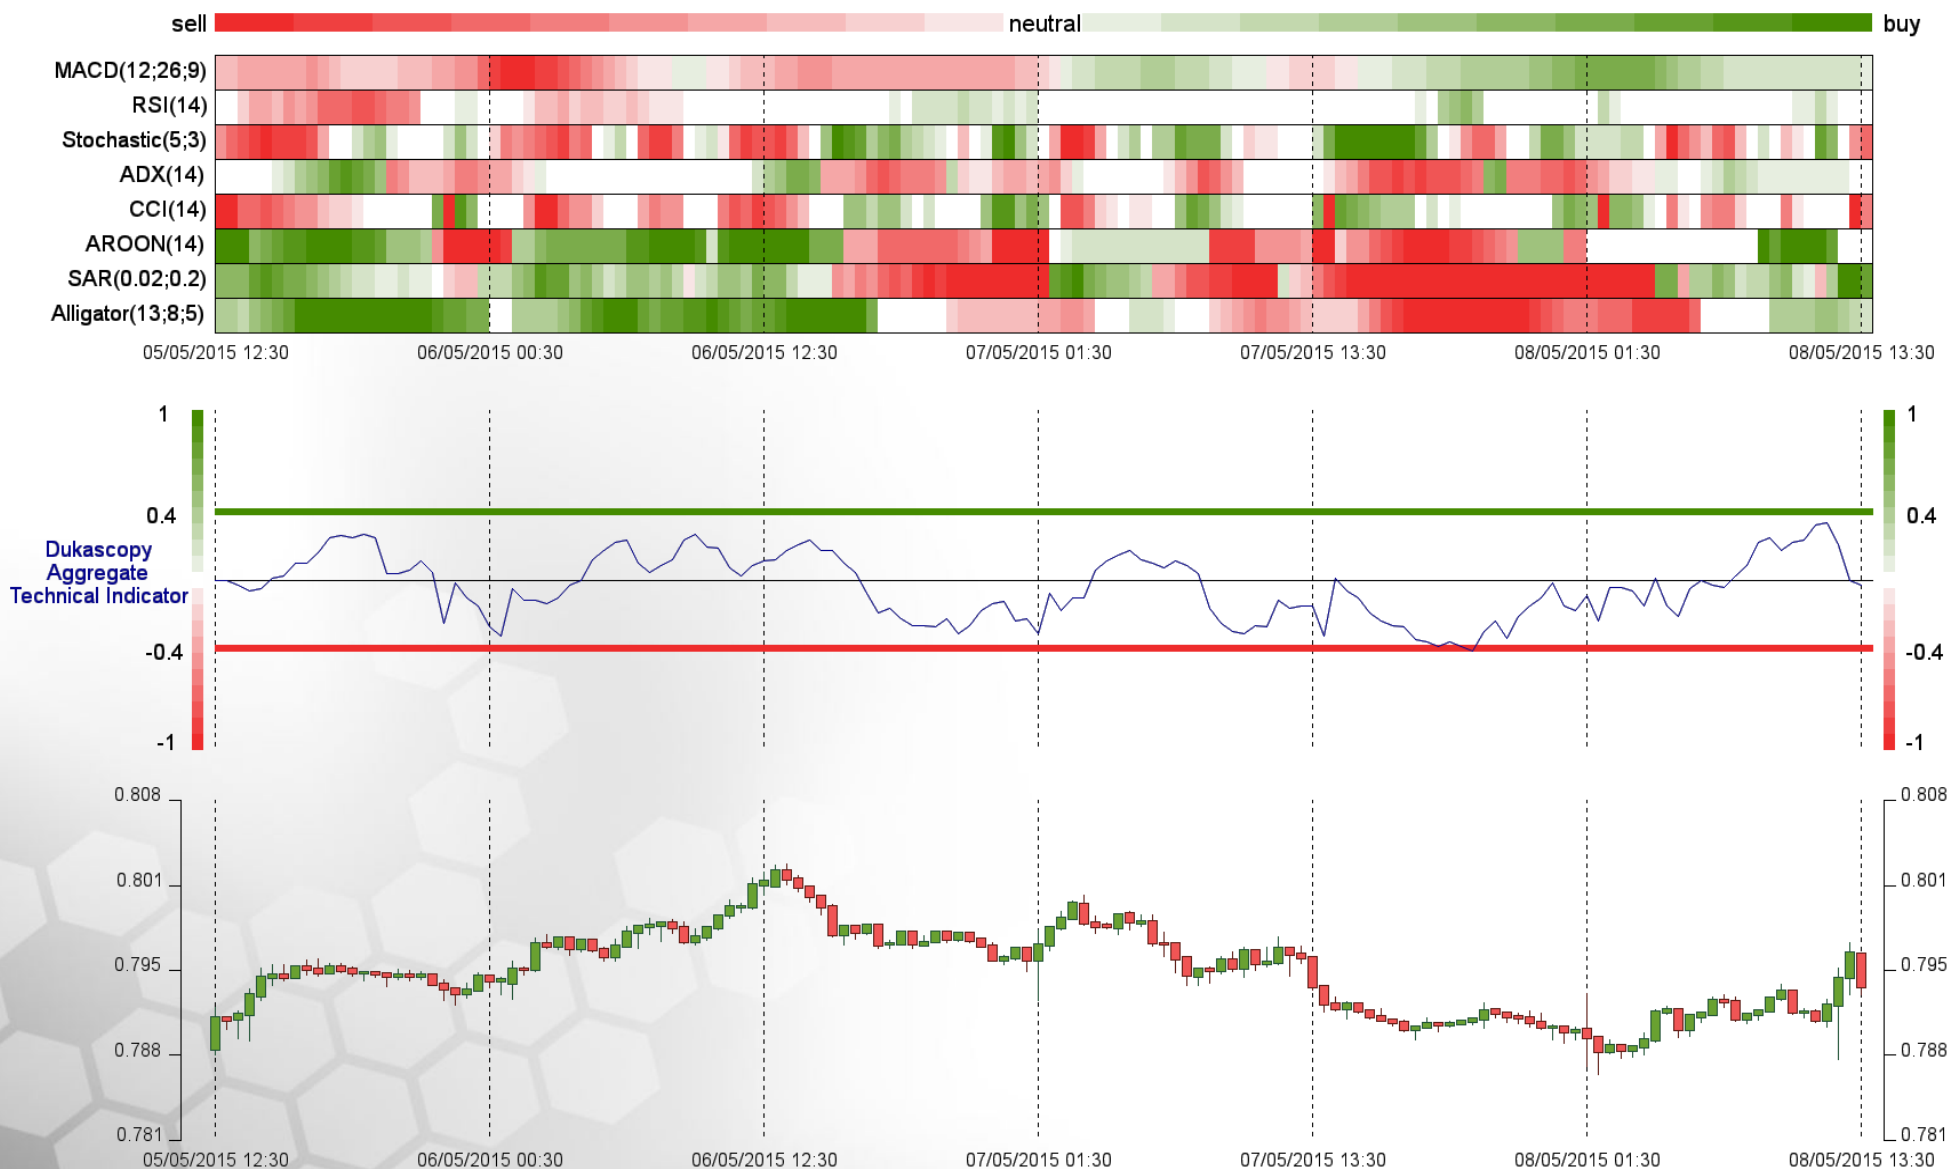 sell neutral buy
MACD(12;26;9)
RSI(14)
Stochastic(5;3)
ADX(14)
CCI(14)
AROON(14)
SAR(0.02;0.2)
Alligator(13;8;5)
05/05/2015 12:30 06/05/2015 00:30 06/05/2015 12:30 07/05/2015 01:30 07/05/2015 13:30 08/05/2015 01:30 08/05/2015 13:30
1 1
0.4 0.4
Dukascopy
Aggregate
Technical Indicator
-0.4 -0.4
-1 -1
0.808 0.808
0.801 0.801
0.795 0.795
0.788 0.788
0.781 0.781
05/05/2015 12:30 06/05/2015 00:30 06/05/2015 12:30 07/05/2015 01:30 07/05/2015 13:30 08/05/2015 01:30 08/05/2015 13:30